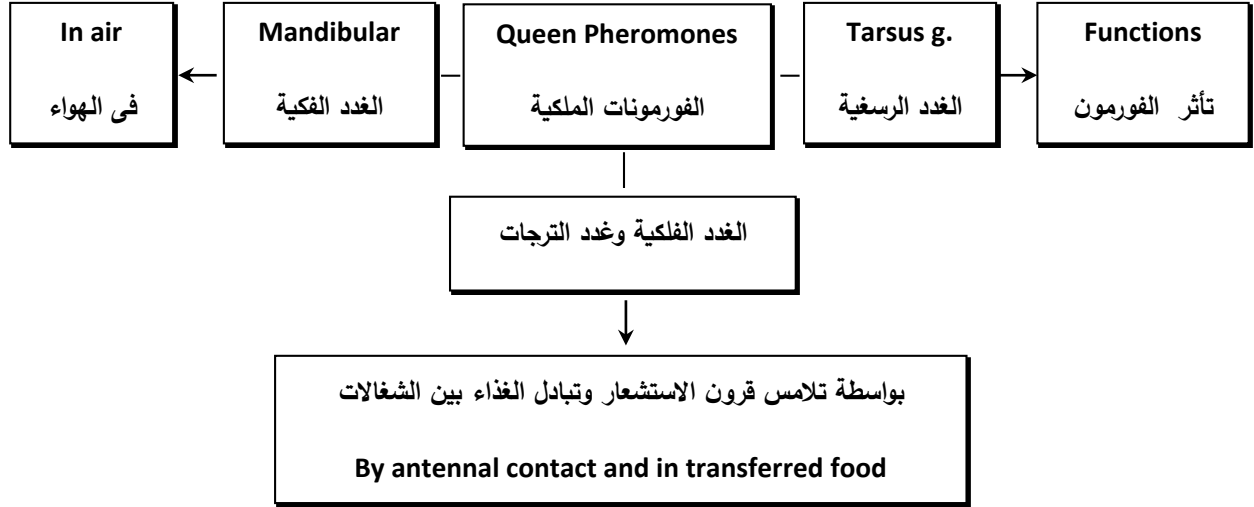 In air
فى الهواء
Mandibular
الغدد الفكية
Queen Pheromones
الفورمونات الملكية
Tarsus g.
الغدد الرسغية
Functions
تأثر الفورمون
الغدد الفلكية وغدد الترجات
بواسطة تلامس قرون الاستشعار وتبادل الغذاء بين الشغالات
By antennal contact and in transferred food